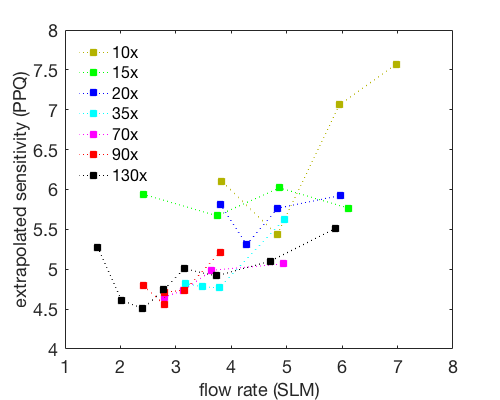 8
7.5
7
6.5
6
5.5
5
4.5
4
extrapolated sensitivity (PPQ)
10x
15x
20x
35x
70x
90x
130x
1 2 3 4 5 6 7 8
flow rate (SLM)